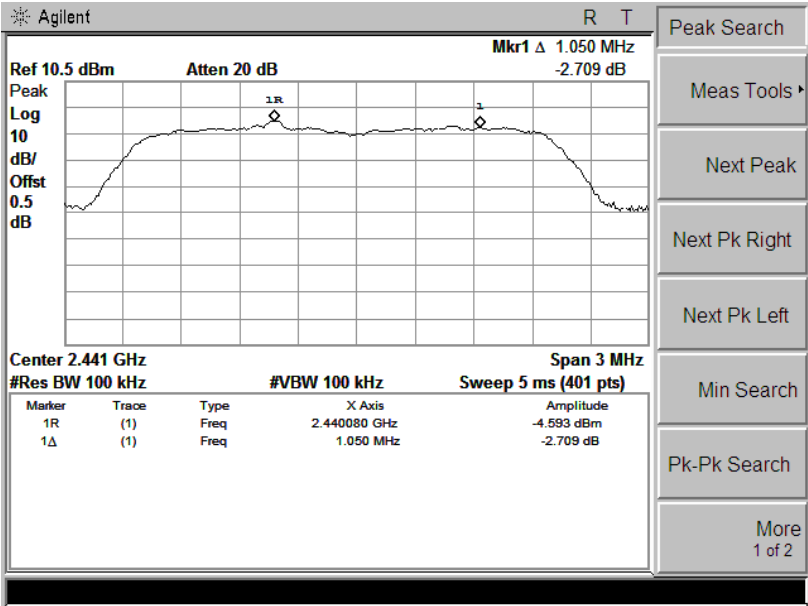 Agilent R T
Mkr1 Δ 1.050 MHz
Ref 10.5 dBm Atten 20 dB -2.709 dB
Peak
Log
10
dB/
Offst
0.5
dB
1R
1
Center 2.441 GHz Span 3 MHz
#Res BW 100 kHz #VBW 100 kHz Sweep 5 ms (401 pts)
Marker Trace Type X Axis Amplitude
1R (1) Freq 2.440080 GHz -4.593 dBm
1Δ (1) Freq 1.050 MHz -2.709 dB
Peak Search
Meas Tools
Next Peak
Next Pk Right
Next Pk Left
Min Search
Pk-Pk Search
More
1 of 2